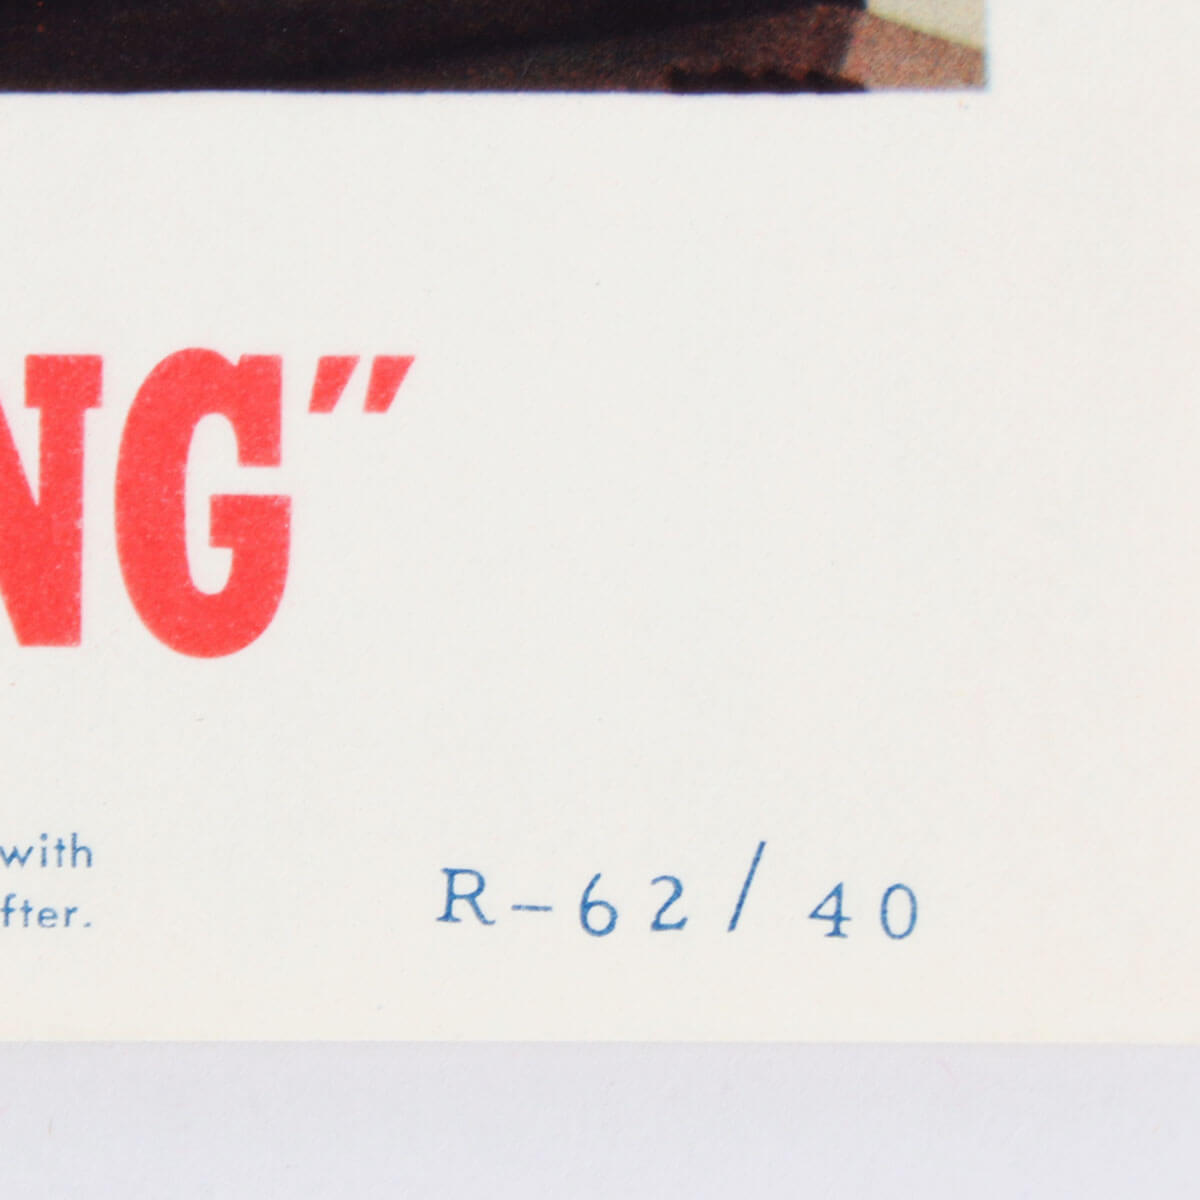 NG”
with
fter.
R-62/40